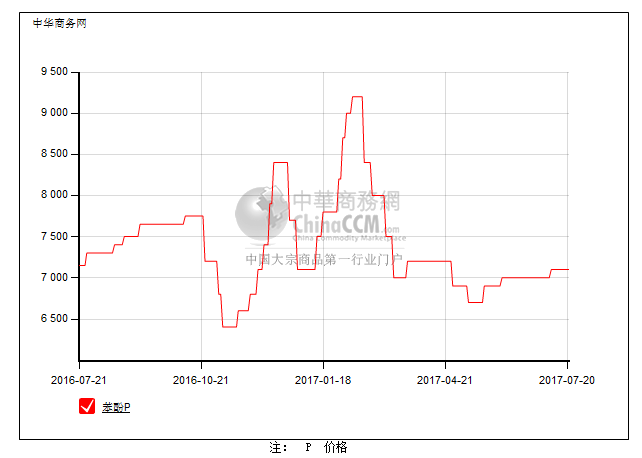 中华商务网
9 500
9 000
8 500
8 000
7 500
7 000
6 500
中華商務網
ChinaCCM.com
China Commodity Marketplace
中国大宗商品第一行业门户
2016-07-21 2016-10-21 2017-01-18 2017-04-21 2017-07-20
苯酚P
注： P 价格